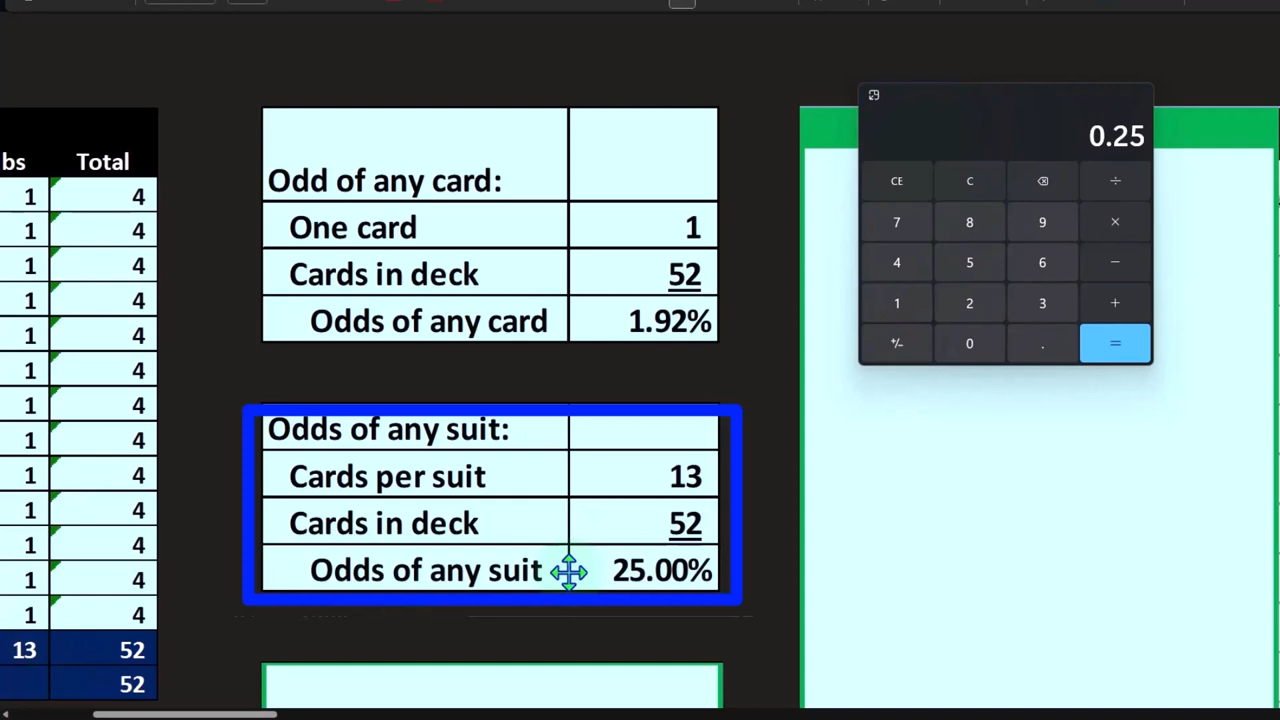 bs Total
1 4
1 4
1 4
1 4
1 4
1 4
1 4
1 4
1 4
1 4
1 4
1 4
1 4
13 52
52
Odd of any card:
One card 1
Cards in deck 52
Odds of any card 1.92%
Odds of any suit:
Cards per suit 13
Cards in deck 52
Odds of any suit 25.00%
0.25
CE C ⌫ ÷
7 8 9 ×
4 5 6 −
1 2 3 +
+/- 0 . =